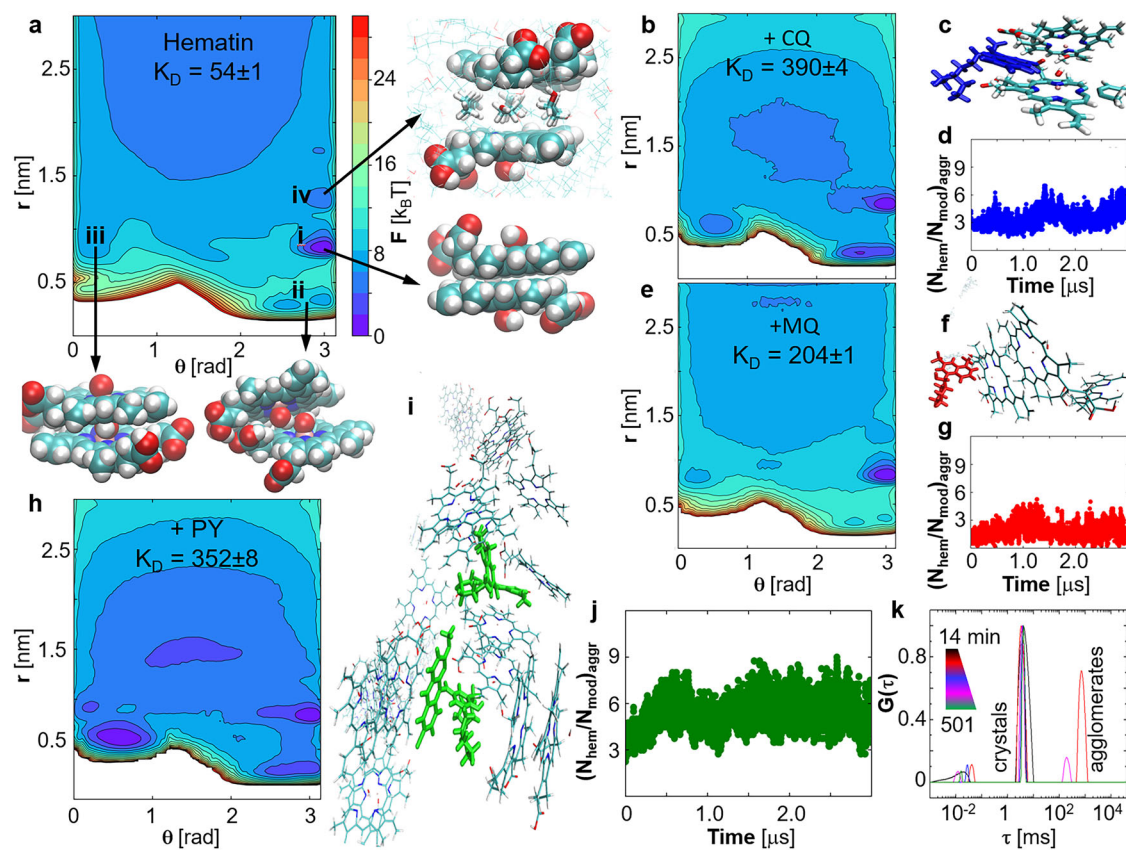 a
Hematin
K_D = 54±1
r [nm]
2.5
1.5
0.5
0
1
2
3
θ [rad]
iii
iv
i
ii
24
16
8
0
F [k_BT]
b
+ CQ
K_D = 390±4
r [nm]
2.5
1.5
0.5
c
d
(N_hem/N_mod)_aggr
9
6
3
0
1.0
2.0
Time [μs]
e
+MQ
K_D = 204±1
r [nm]
2.5
1.5
0.5
0
1
2
3
θ [rad]
f
g
(N_hem/N_mod)_aggr
9
6
3
0
1.0
2.0
Time [μs]
h
+ PY
K_D = 352±8
r [nm]
2.5
1.5
0.5
0
1
2
3
θ [rad]
i
j
(N_hem/N_mod)_aggr
9
6
3
0.0
1.0
2.0
Time [μs]
k
14 min
501
G(τ)
0.8
0.4
0
crystals
agglomerates
10^-2
10^0
10^2
10^4
τ [ms]